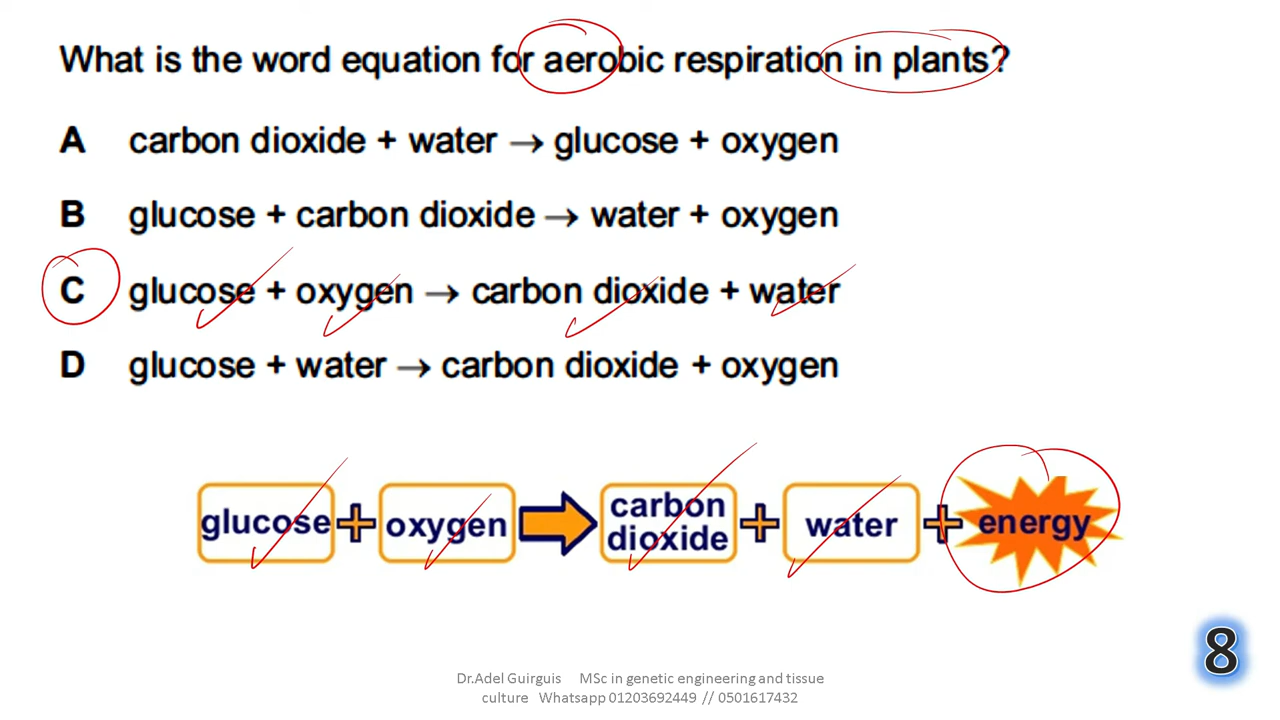 What is the word equation for aerobic respiration in plants?
A carbon dioxide + water → glucose + oxygen
B glucose + carbon dioxide → water + oxygen
C glucose + oxygen → carbon dioxide + water
D glucose + water → carbon dioxide + oxygen
glucose + oxygen carbon dioxide + water + energy
8
Dr.Adel Guirguis MSc in genetic engineering and tissue
culture Whatsapp 01203692449 // 0501617432